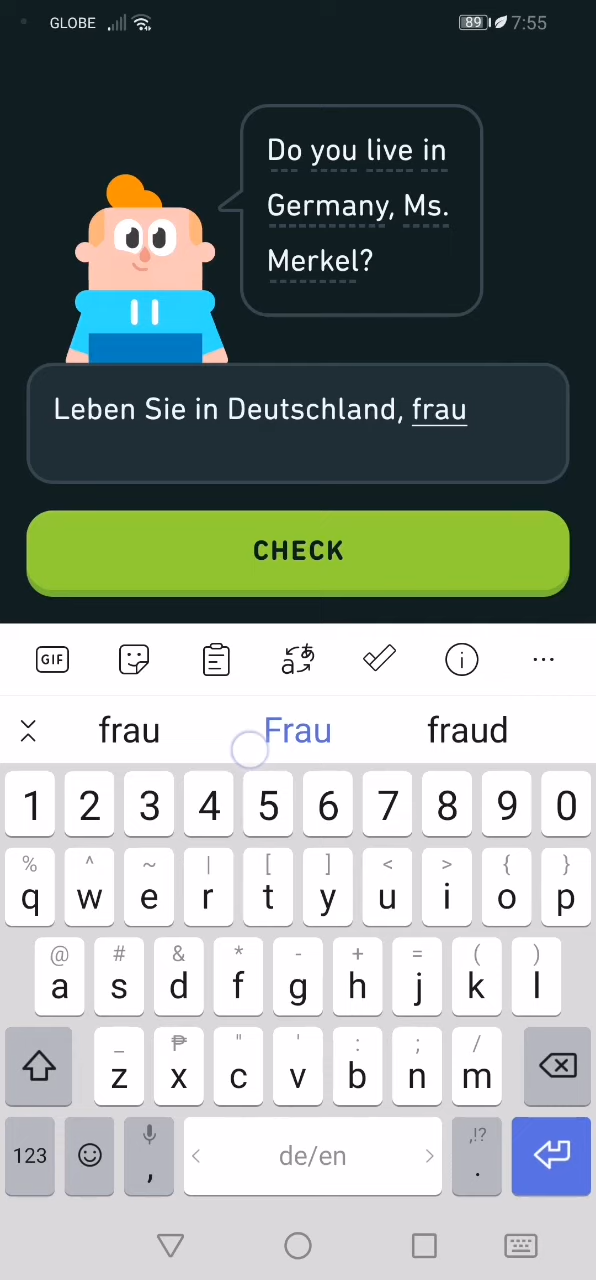 GLOBE 89 7:55
Do you live in
Germany, Ms.
Merkel?
Leben Sie in Deutschland, frau
CHECK
GIF
frau Frau fraud
1 2 3 4 5 6 7 8 9 0
% ^ ~ | [ ] < > { }
q w e r t y u i o p
@ # & * - + = ( )
a s d f g h j k l
_ ₱ " ' : ; /
z x c v b n m
,!?
123 , < de/en > .